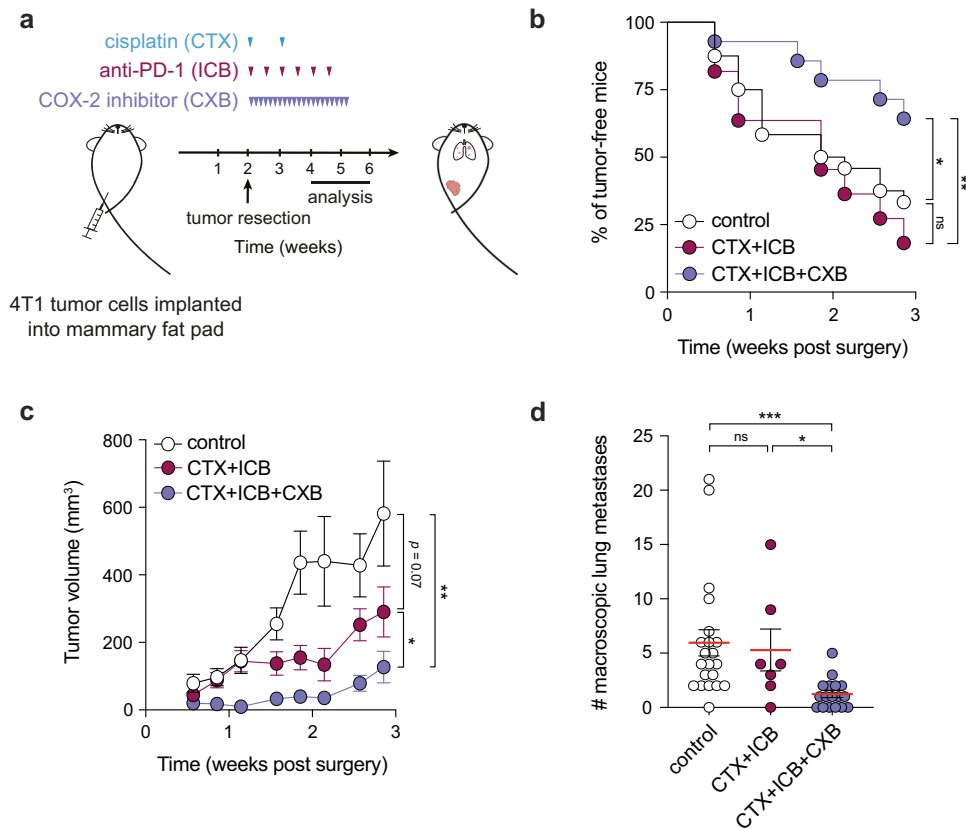 a
cisplatin (CTX)
anti-PD-1 (ICB)
COX-2 inhibitor (CXB)
1 2 3 4 5 6
analysis
tumor resection
Time (weeks)
4T1 tumor cells implanted
into mammary fat pad
b
% of tumor-free mice
100
75
50
25
0
control
CTX+ICB
CTX+ICB+CXB
*
**
ns
0 1 2 3
Time (weeks post surgery)
c
Tumor volume (mm³)
800
600
400
200
0
control
CTX+ICB
CTX+ICB+CXB
p = 0.07
**
*
0 1 2 3
Time (weeks post surgery)
d
# macroscopic lung metastases
***
ns *
25
20
15
10
5
0
control
CTX+ICB
CTX+ICB+CXB